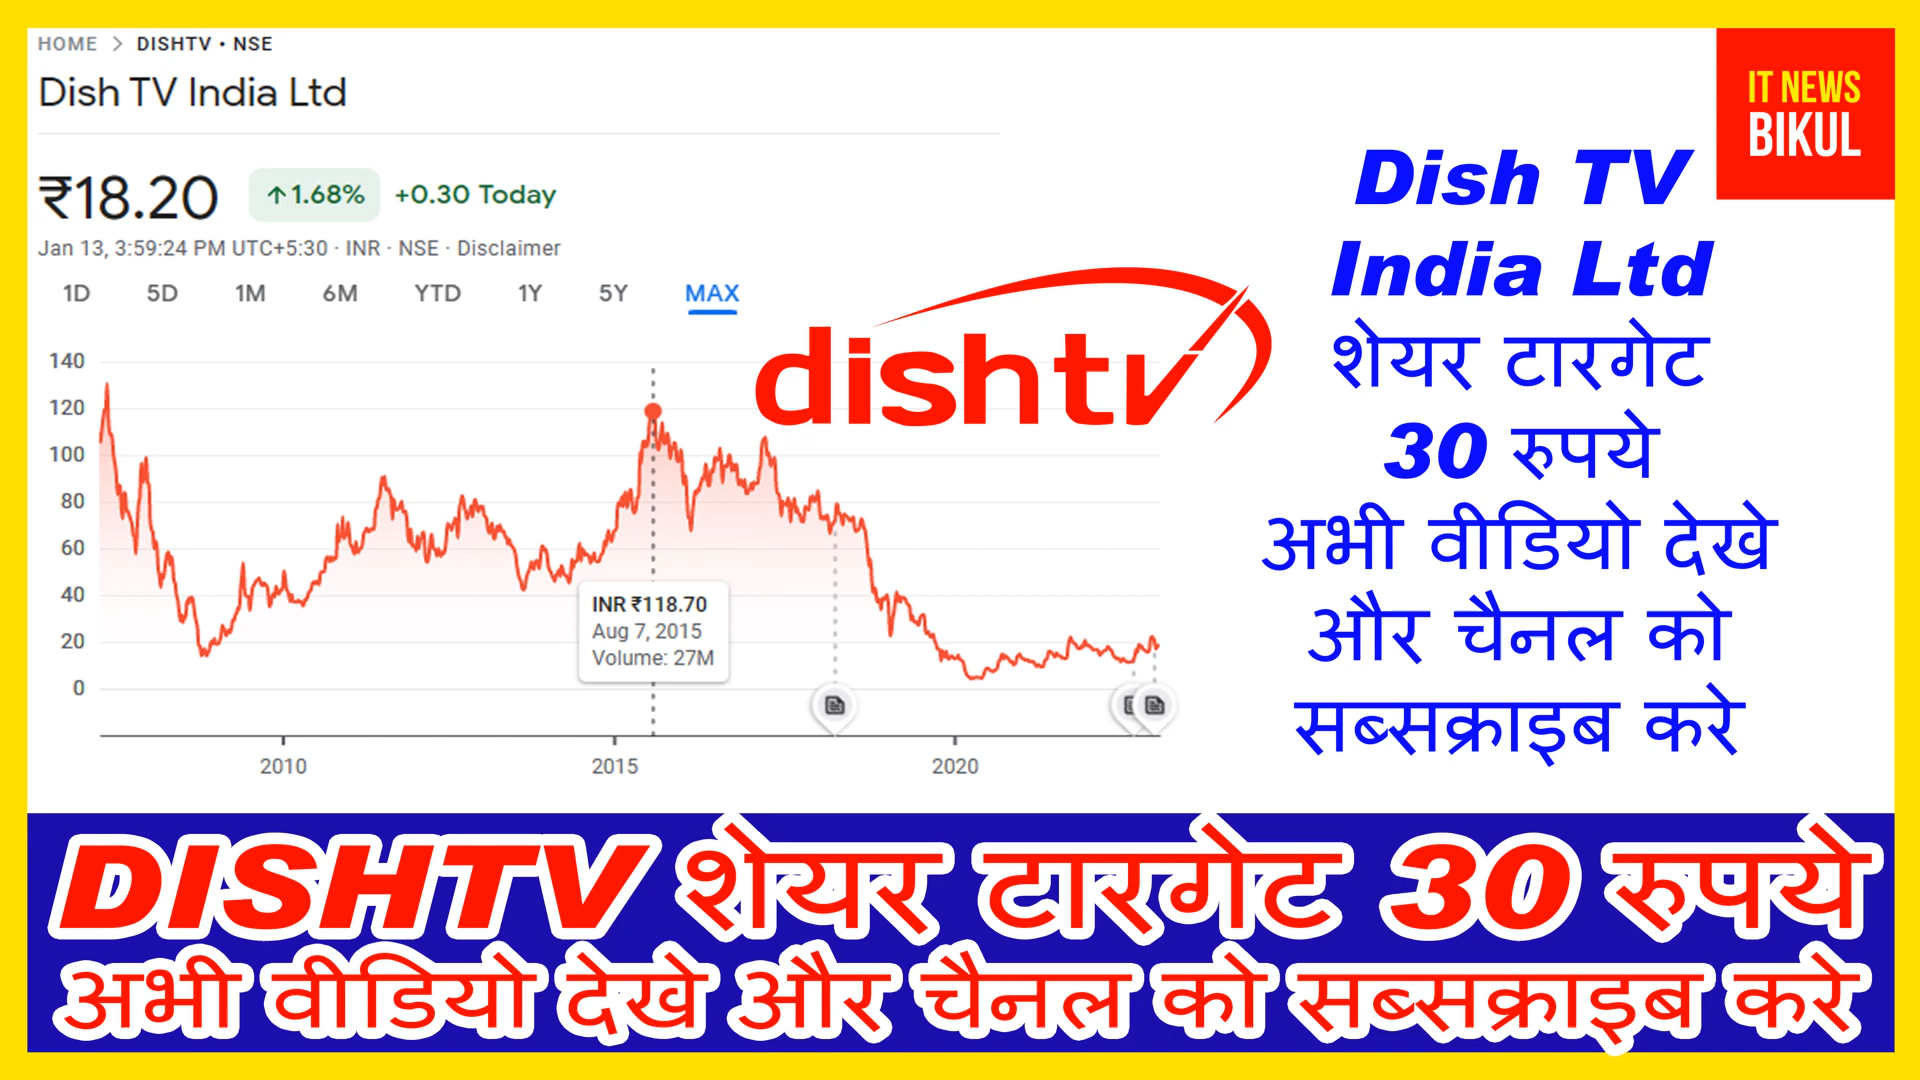 HOME > DISHTV • NSE
Dish TV India Ltd
₹18.20 ↑1.68% +0.30 Today
Jan 13, 3:59:24 PM UTC+5:30 · INR · NSE · Disclaimer
1D 5D 1M 6M YTD 1Y 5Y MAX
140
120
100
80
60
40
20
0
INR ₹118.70
Aug 7, 2015
Volume: 27M
2010 2015 2020
dishtv
IT NEWS
BIKUL
Dish TV
India Ltd
शेयर टारगेट
30 रुपये
अभी वीडियो देखे
और चैनल को
सब्सक्राइब करे
DISHTV शेयर टारगेट 30 रुपये
अभी वीडियो देखे और चैनल को सब्सक्राइब करे